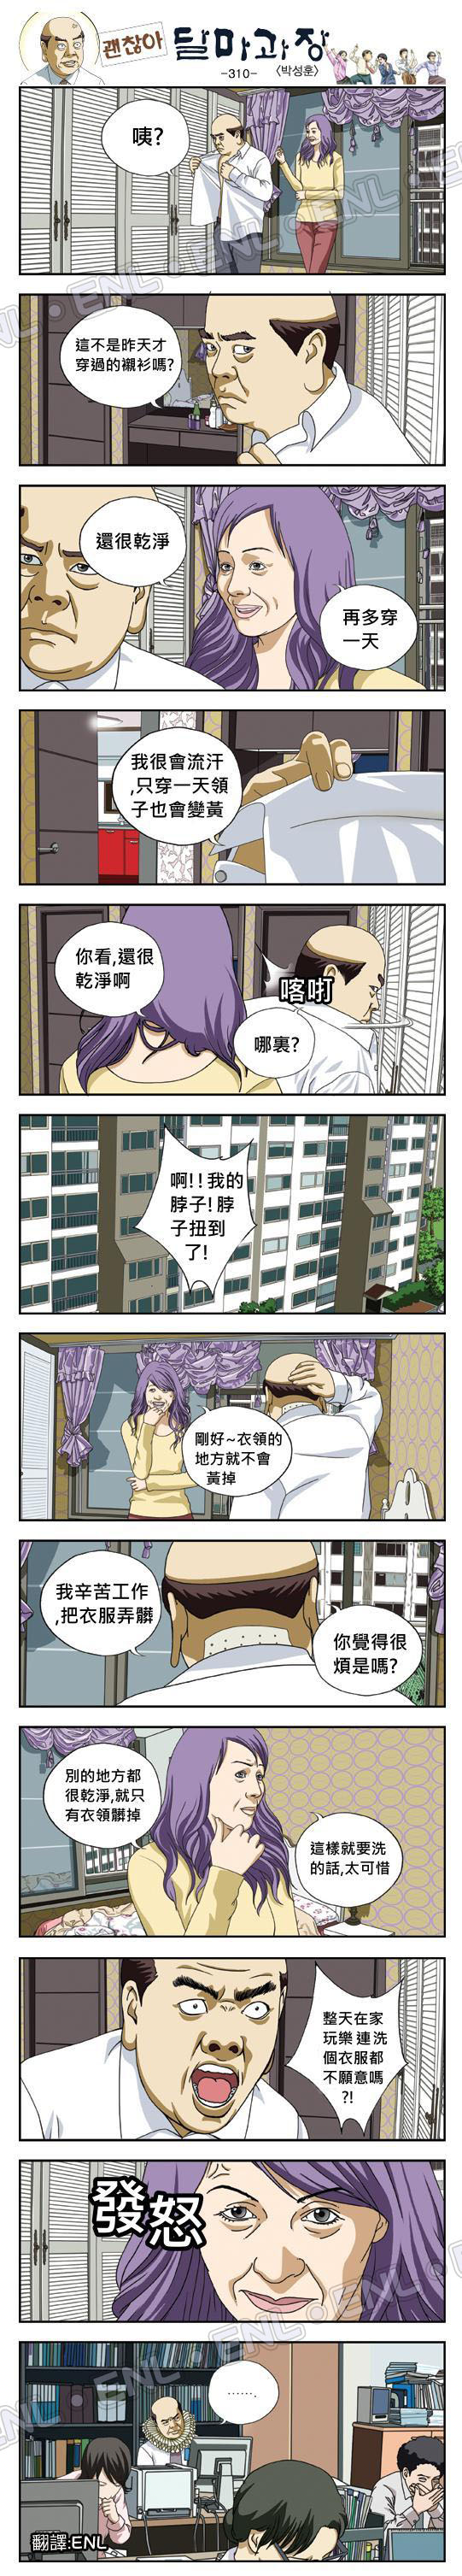 괜찮아 달마과장
-310- 〈박성훈〉
咦?
這不是昨天才
穿過的襯衫嗎?
還很乾淨
再多穿
一天
我很會流汗
,只穿一天領
子也會變黃
你看,還很
乾淨啊
喀啦
哪裏?
啊!!我的
脖子!脖
子扭到
了!
剛好~衣領的
地方就不會
黃掉
我辛苦工作
,把衣服弄髒
你覺得很
煩是嗎?
別的地方都
很乾淨,就只
有衣領髒掉
這樣就要洗
的話,太可惜
整天在家
玩樂 連洗
個衣服都
不願意嗎
?!
發怒
…….
翻譯:ENL